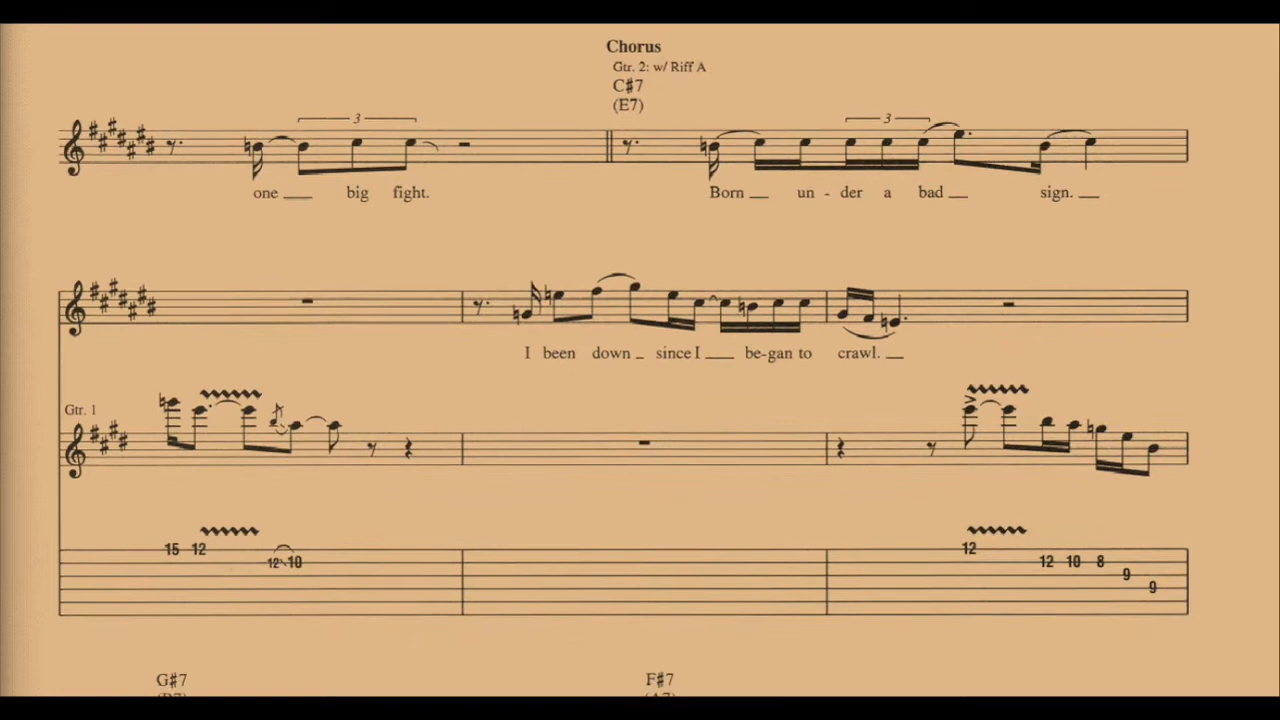 Chorus
Gtr. 2: w/ Riff A
C♯7
(E7)
3 3
one big fight. Born un - der a bad sign.
I been down since I be-gan to crawl.
Gtr. 1
15 12 12 10 12 12 10 8 9 9
G♯7 F♯7